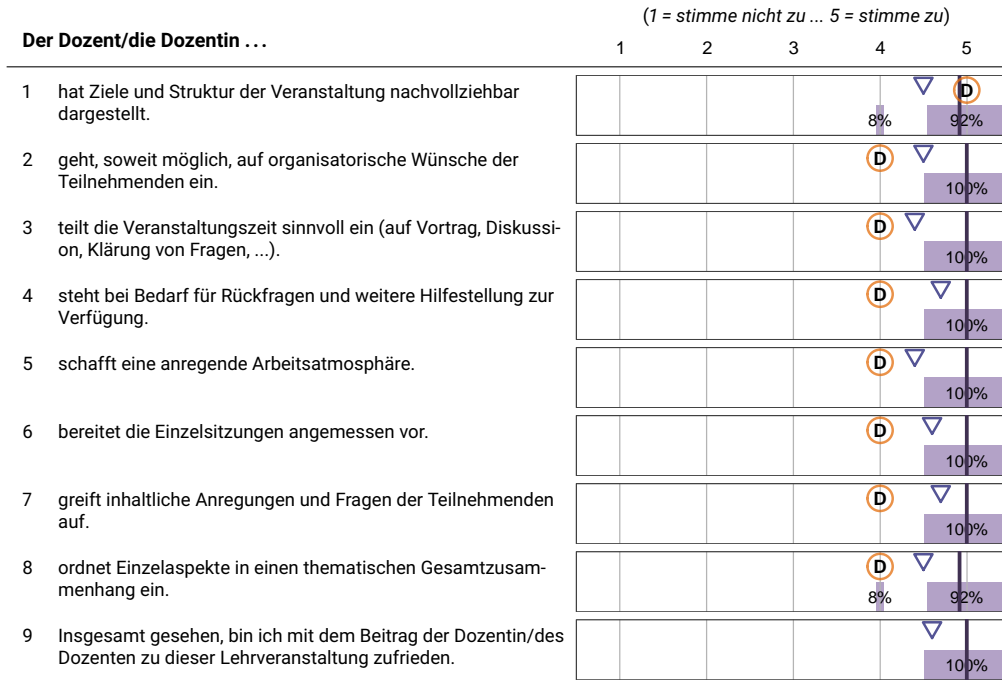 (1 = stimme nicht zu ... 5 = stimme zu)
Der Dozent/die Dozentin . . .
1 2 3 4 5
1 hat Ziele und Struktur der Veranstaltung nachvollziehbar
dargestellt.
D
8% 92%
2 geht, soweit möglich, auf organisatorische Wünsche der
Teilnehmenden ein.
D
100%
3 teilt die Veranstaltungszeit sinnvoll ein (auf Vortrag, Diskussi-
on, Klärung von Fragen, ...).
D
100%
4 steht bei Bedarf für Rückfragen und weitere Hilfestellung zur
Verfügung.
D
100%
5 schafft eine anregende Arbeitsatmosphäre.
D
100%
6 bereitet die Einzelsitzungen angemessen vor.
D
100%
7 greift inhaltliche Anregungen und Fragen der Teilnehmenden
auf.
D
100%
8 ordnet Einzelaspekte in einen thematischen Gesamtzusam-
menhang ein.
D
8% 92%
9 Insgesamt gesehen, bin ich mit dem Beitrag der Dozentin/des
Dozenten zu dieser Lehrveranstaltung zufrieden.
100%